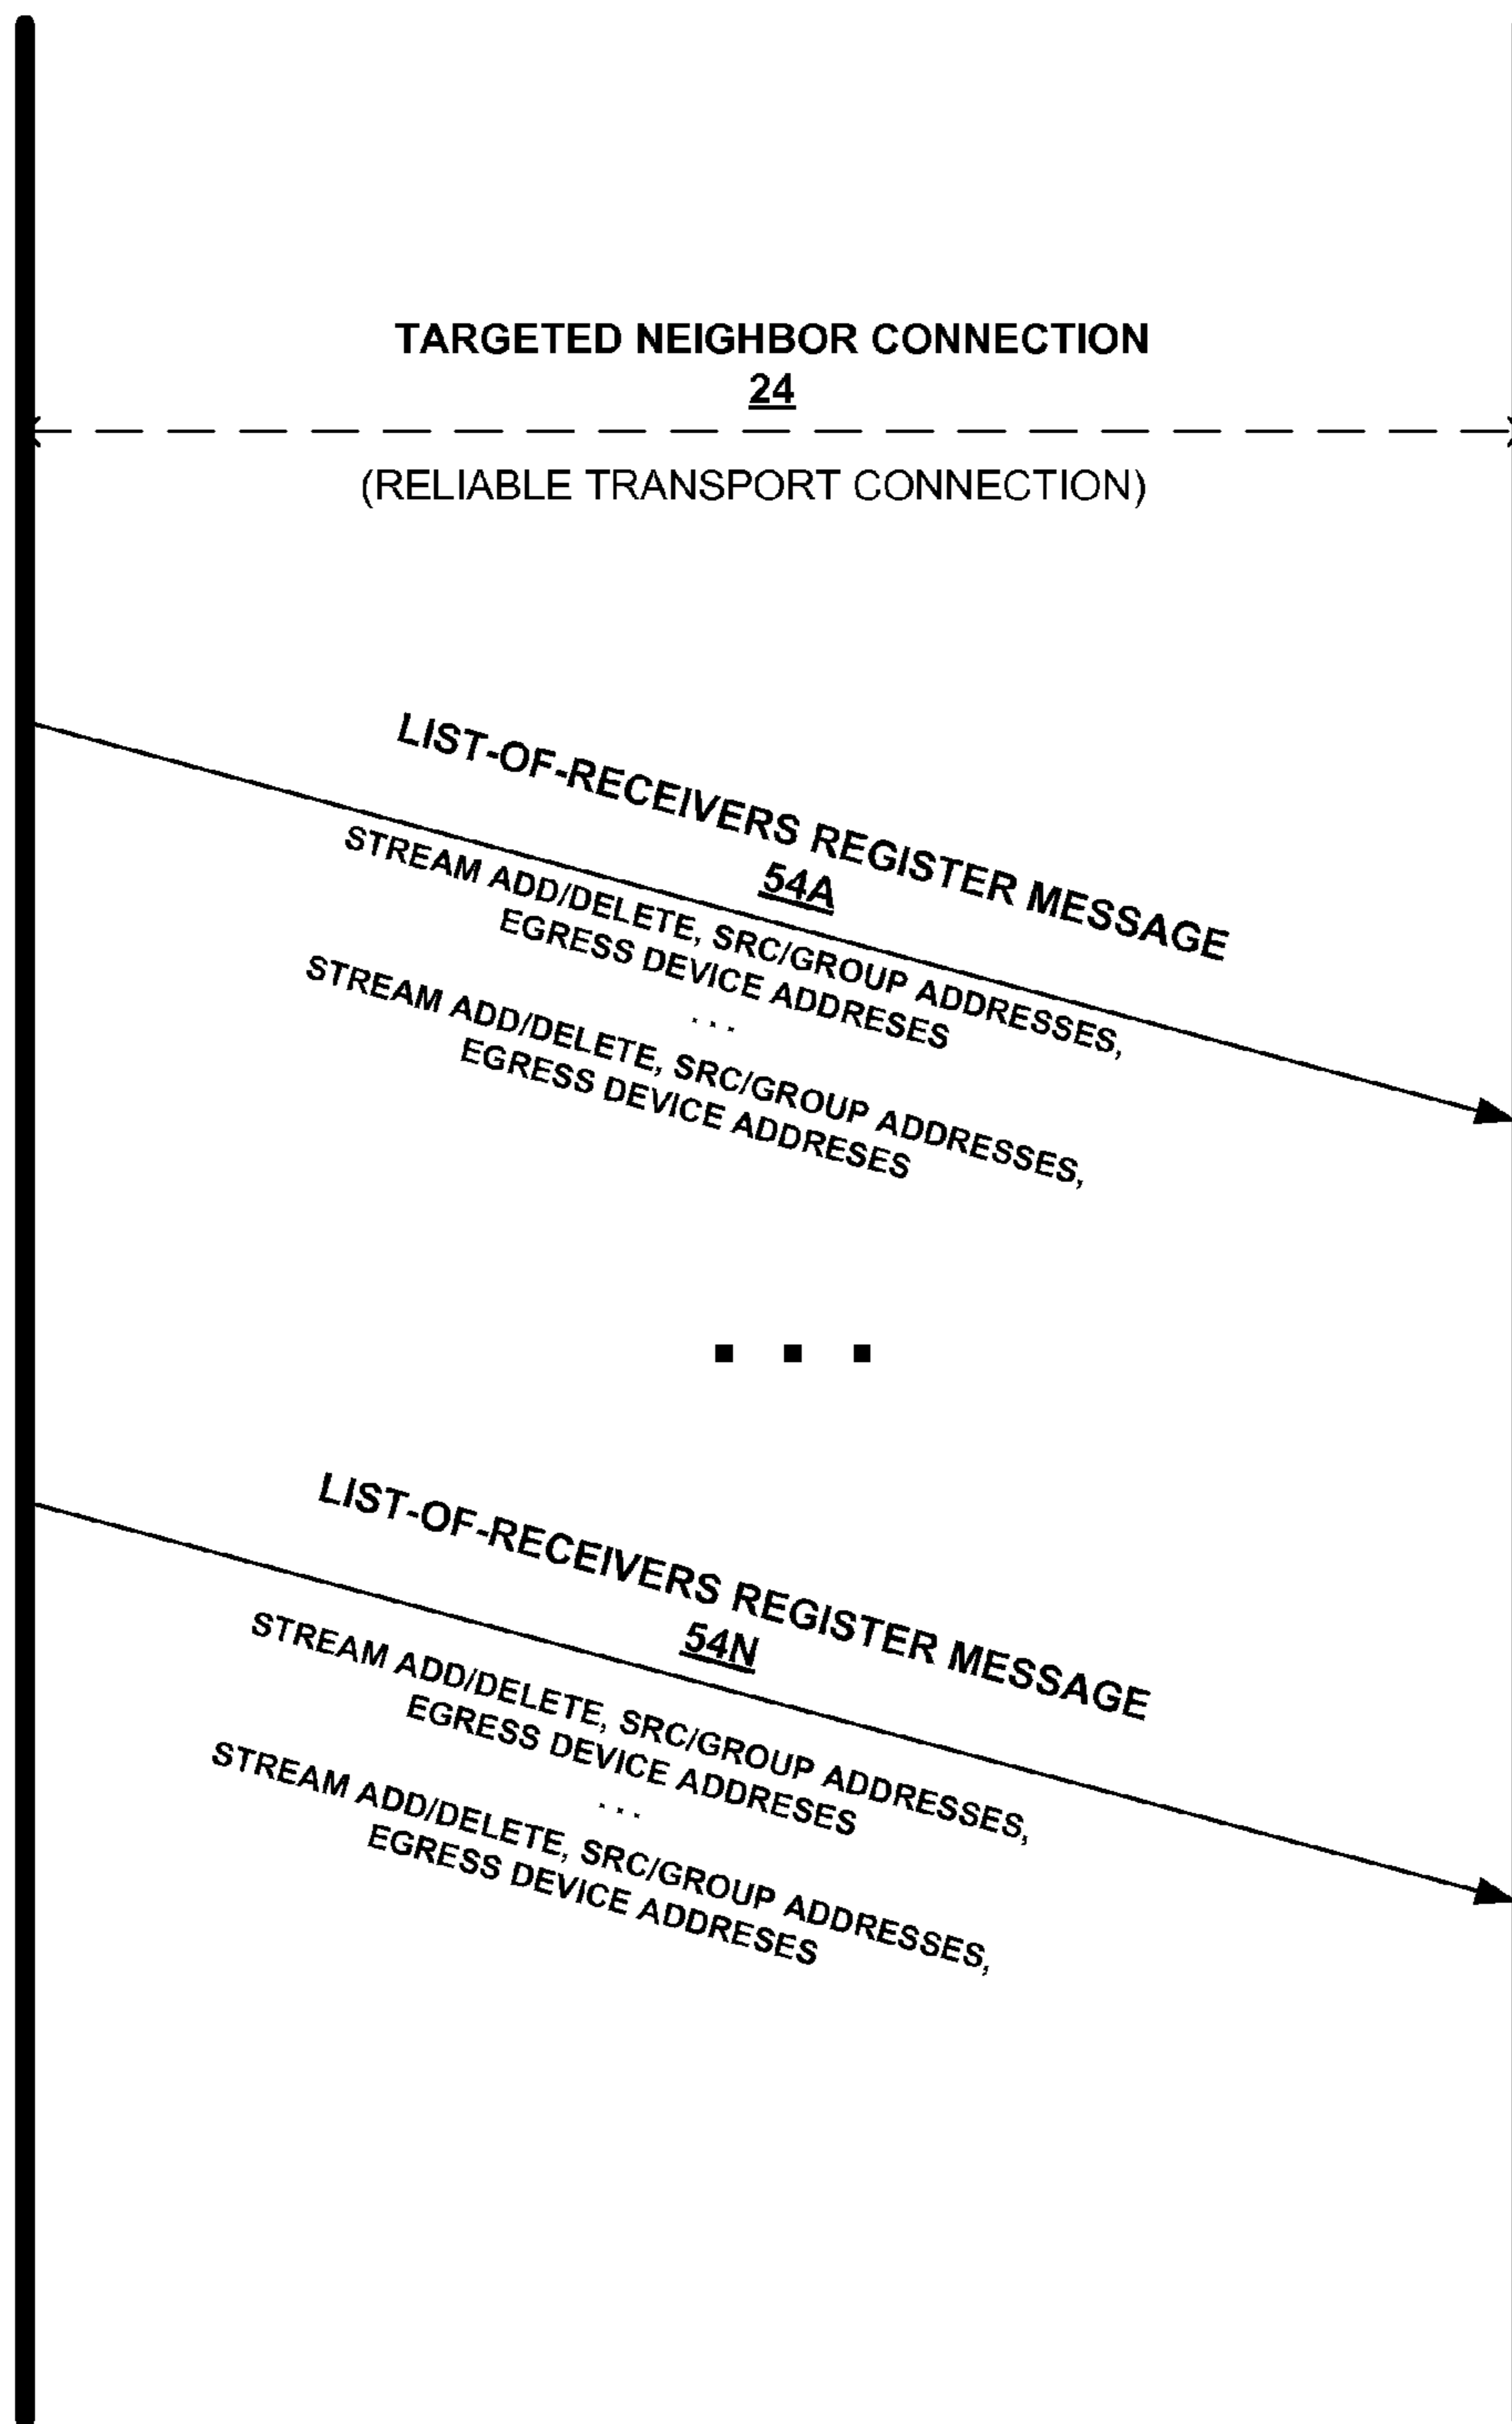 TARGETED NEIGHBOR CONNECTION
24
(RELIABLE TRANSPORT CONNECTION)
LIST-OF-RECEIVERS REGISTER MESSAGE
54A
STREAM ADD/DELETE, SRC/GROUP ADDRESSES,
EGRESS DEVICE ADDRESES
...
STREAM ADD/DELETE, SRC/GROUP ADDRESSES,
EGRESS DEVICE ADDRESES
...
LIST-OF-RECEIVERS REGISTER MESSAGE
54N
STREAM ADD/DELETE, SRC/GROUP ADDRESSES,
EGRESS DEVICE ADDRESES
...
STREAM ADD/DELETE, SRC/GROUP ADDRESSES,
EGRESS DEVICE ADDRESES